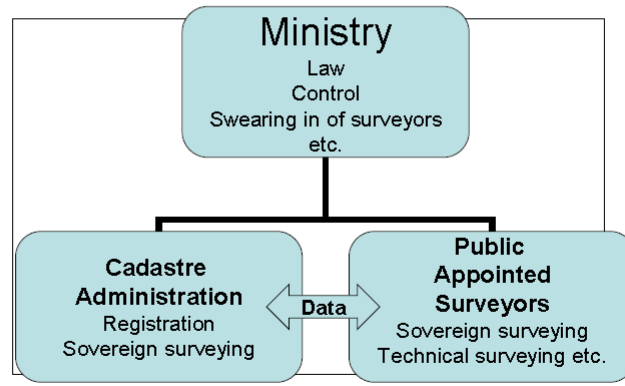 Ministry
Law
Control
Swearing in of surveyors
etc.
Cadastre
Administration
Registration
Sovereign surveying
Data
Public
Appointed
Surveyors
Sovereign surveying
Technical surveying etc.